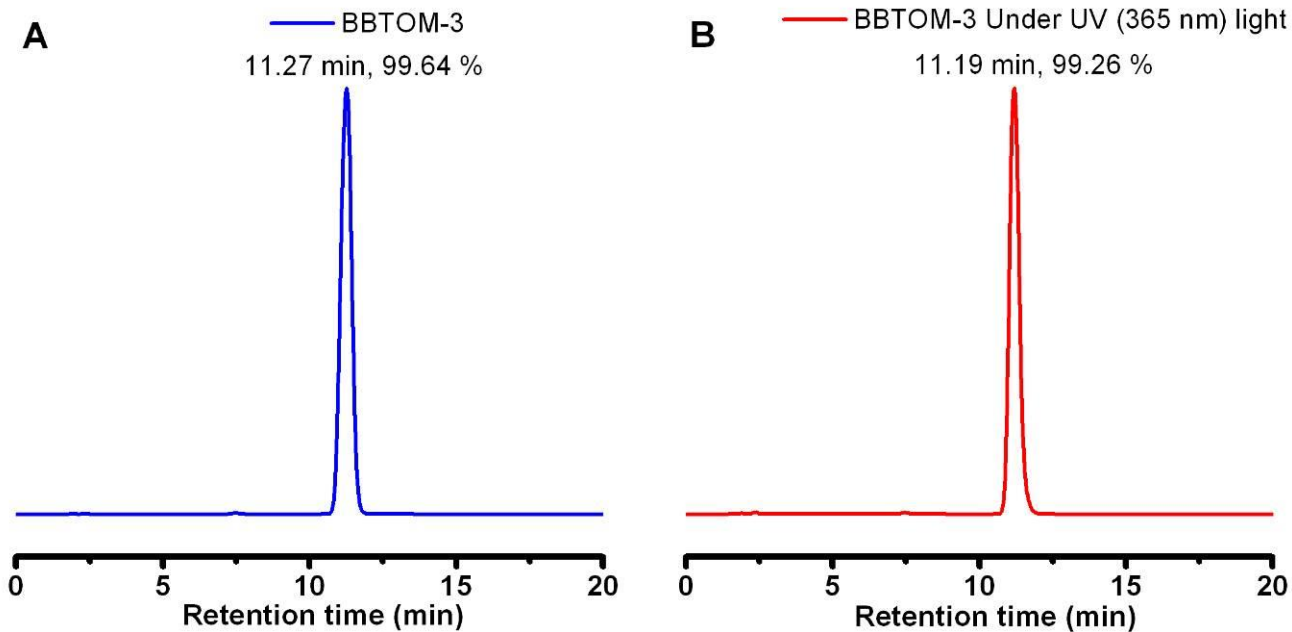 A
BBTOM-3
11.27 min, 99.64 %
0 5 10 15 20
Retention time (min)
B
BBTOM-3 Under UV (365 nm) light
11.19 min, 99.26 %
0 5 10 15 20
Retention time (min)